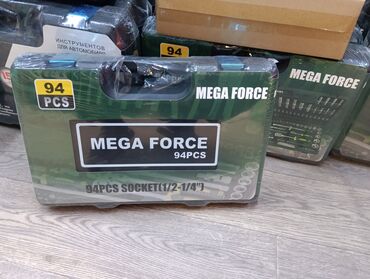 ИНСТРУМЕНТОВ
ДЛЯ АВТОМОБИЛЯ
94
94
PCS
MEGA FORCE
MEGA FORCE
MEGA FORCE
94PCS
94PCS SOCKET(1/2-1/4")